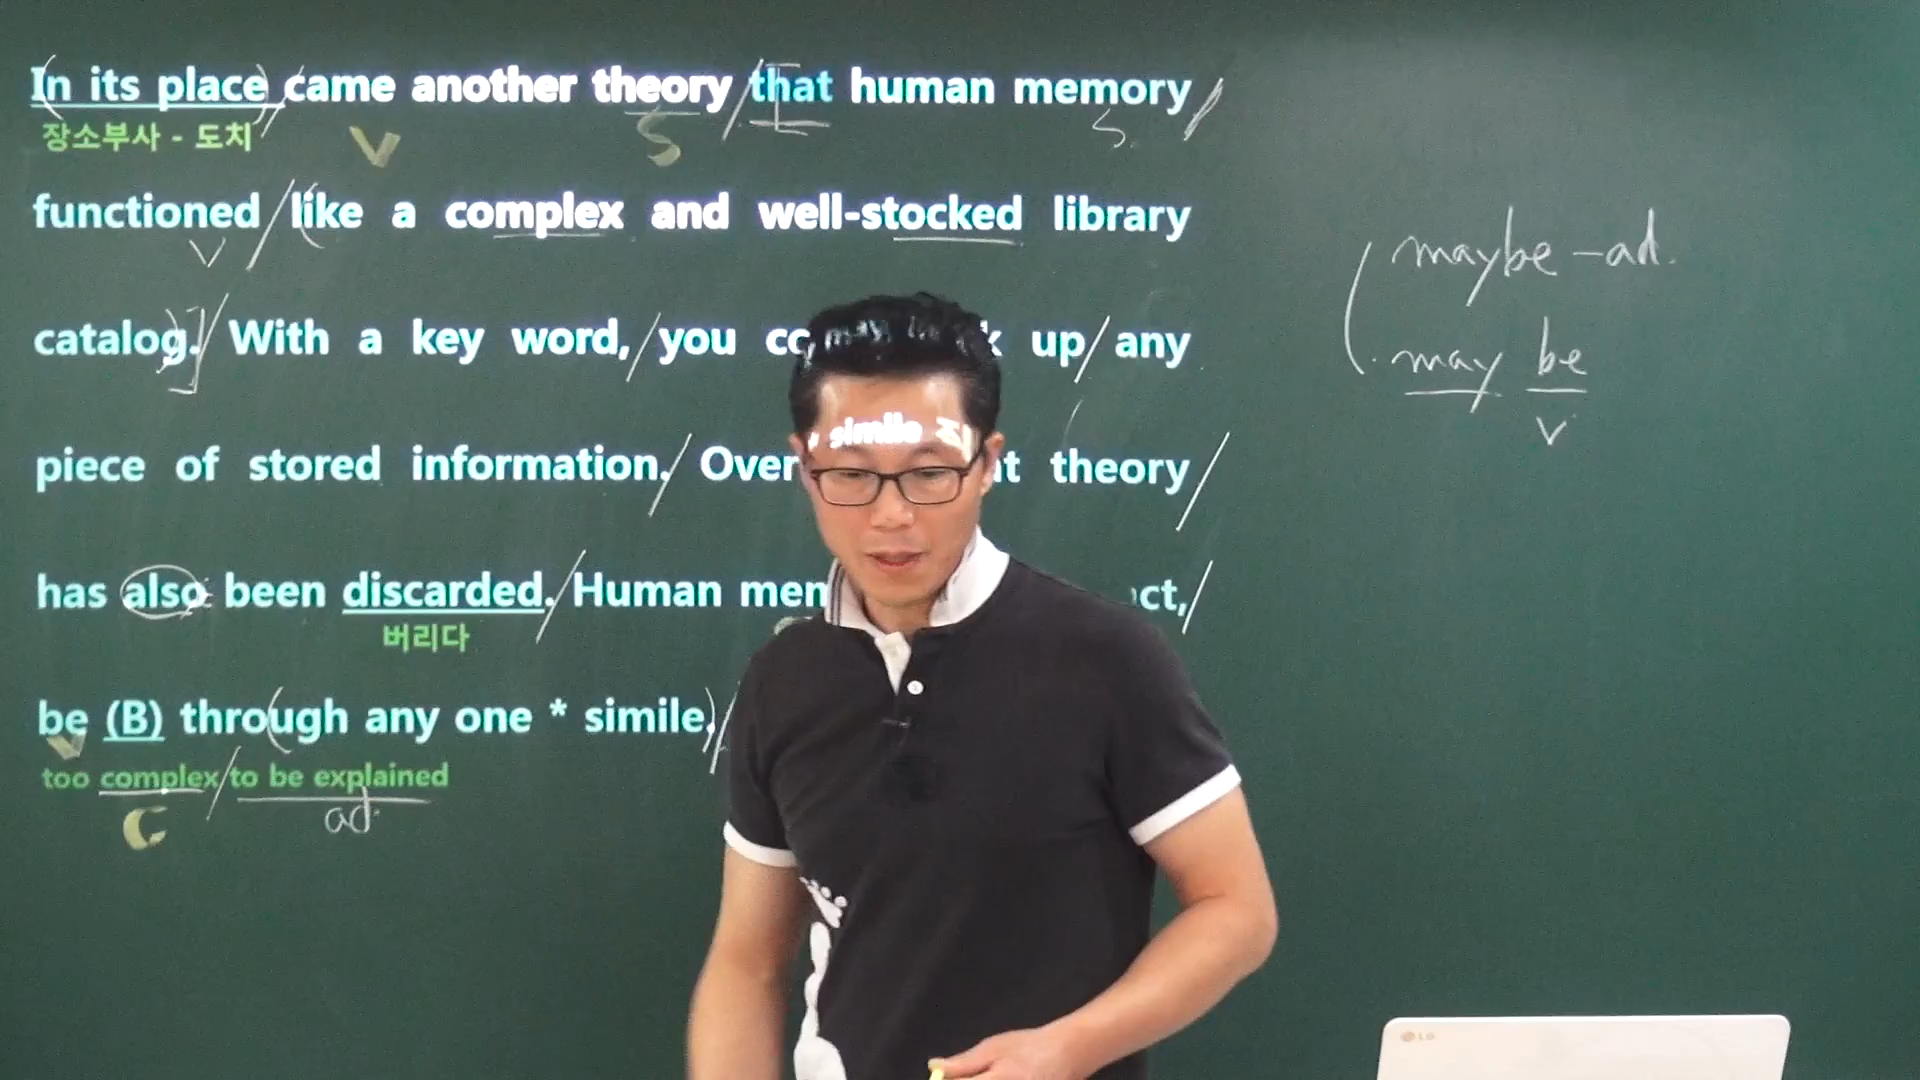 In its place came another theory that human memory
장소부사 - 도치
V S S
functioned like a complex and well-stocked library
V
catalog.] With a key word, you up any
piece of stored information. Over theory
has also been discarded. Human
버리다
be (B) through any one * simile.
V
too complex to be explained
C ad.
simile
maybe - ad.
may be
V
LG